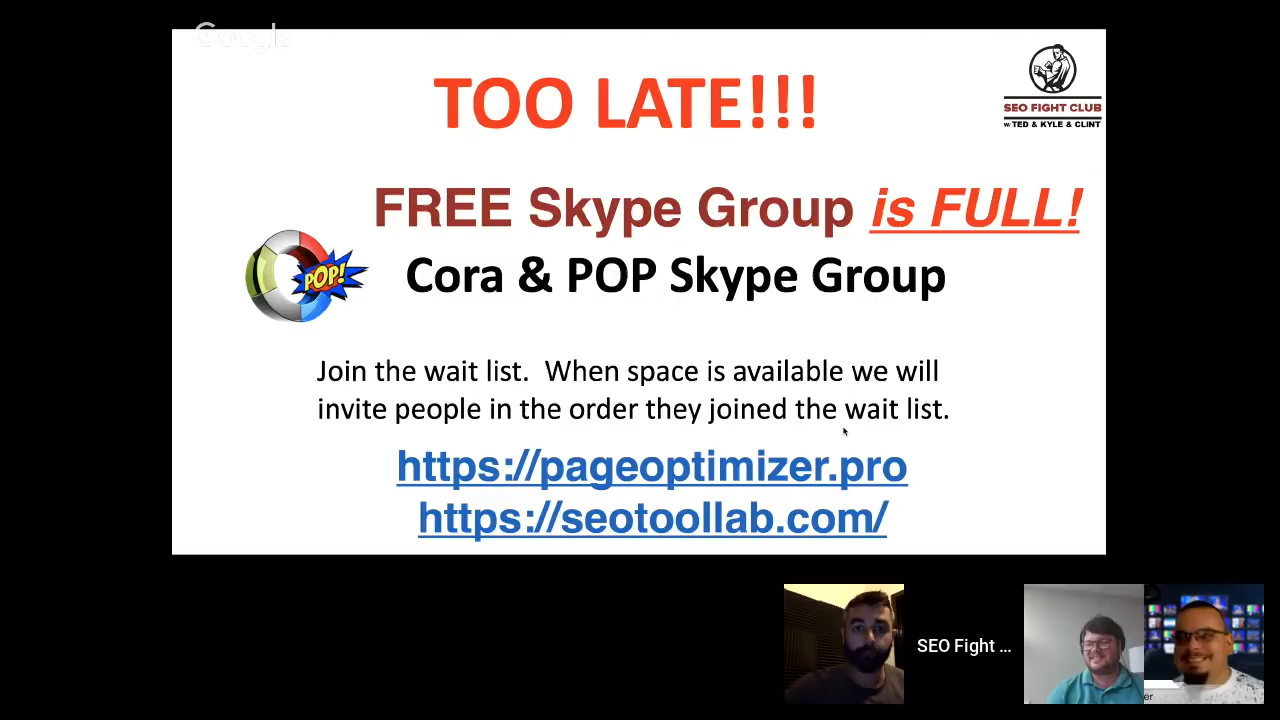 Google
TOO LATE!!!
SEO FIGHT CLUB
W/ TED & KYLE & CLINT
FREE Skype Group is FULL!
POP!
Cora & POP Skype Group
Join the wait list. When space is available we will
invite people in the order they joined the wait list.
https://pageoptimizer.pro
https://seotoollab.com/
SEO Fight ...
er